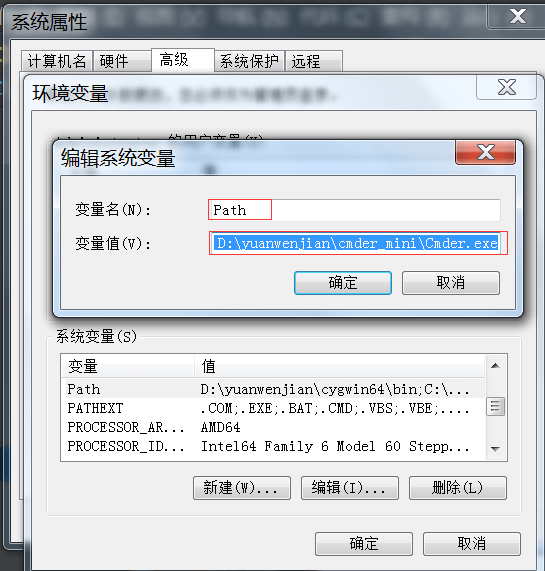 系统属性
计算机名 硬件 高级 系统保护 远程
环境变量
编辑系统变量
变量名(N): Path
变量值(V): D:\yuanwenjian\cmder_mini\Cmder.exe
确定 取消
系统变量(S)
变量 值
Path D:\yuanwenjian\cygwin64\bin;C:\...
PATHEXT .COM;.EXE;.BAT;.CMD;.VBS;.VBE;....
PROCESSOR_AR... AMD64
PROCESSOR_ID... Intel64 Family 6 Model 60 Stepp...
新建(W)... 编辑(I)... 删除(L)
确定 取消